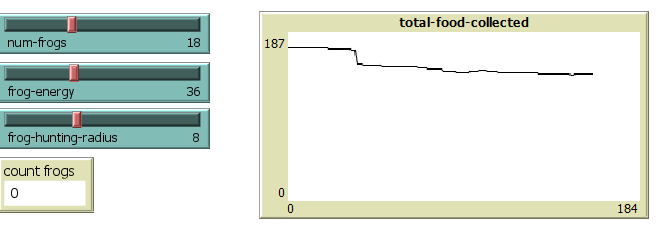 num-frogs 18
frog-energy 36
frog-hunting-radius 8
count frogs
0
total-food-collected
187
0
0 184